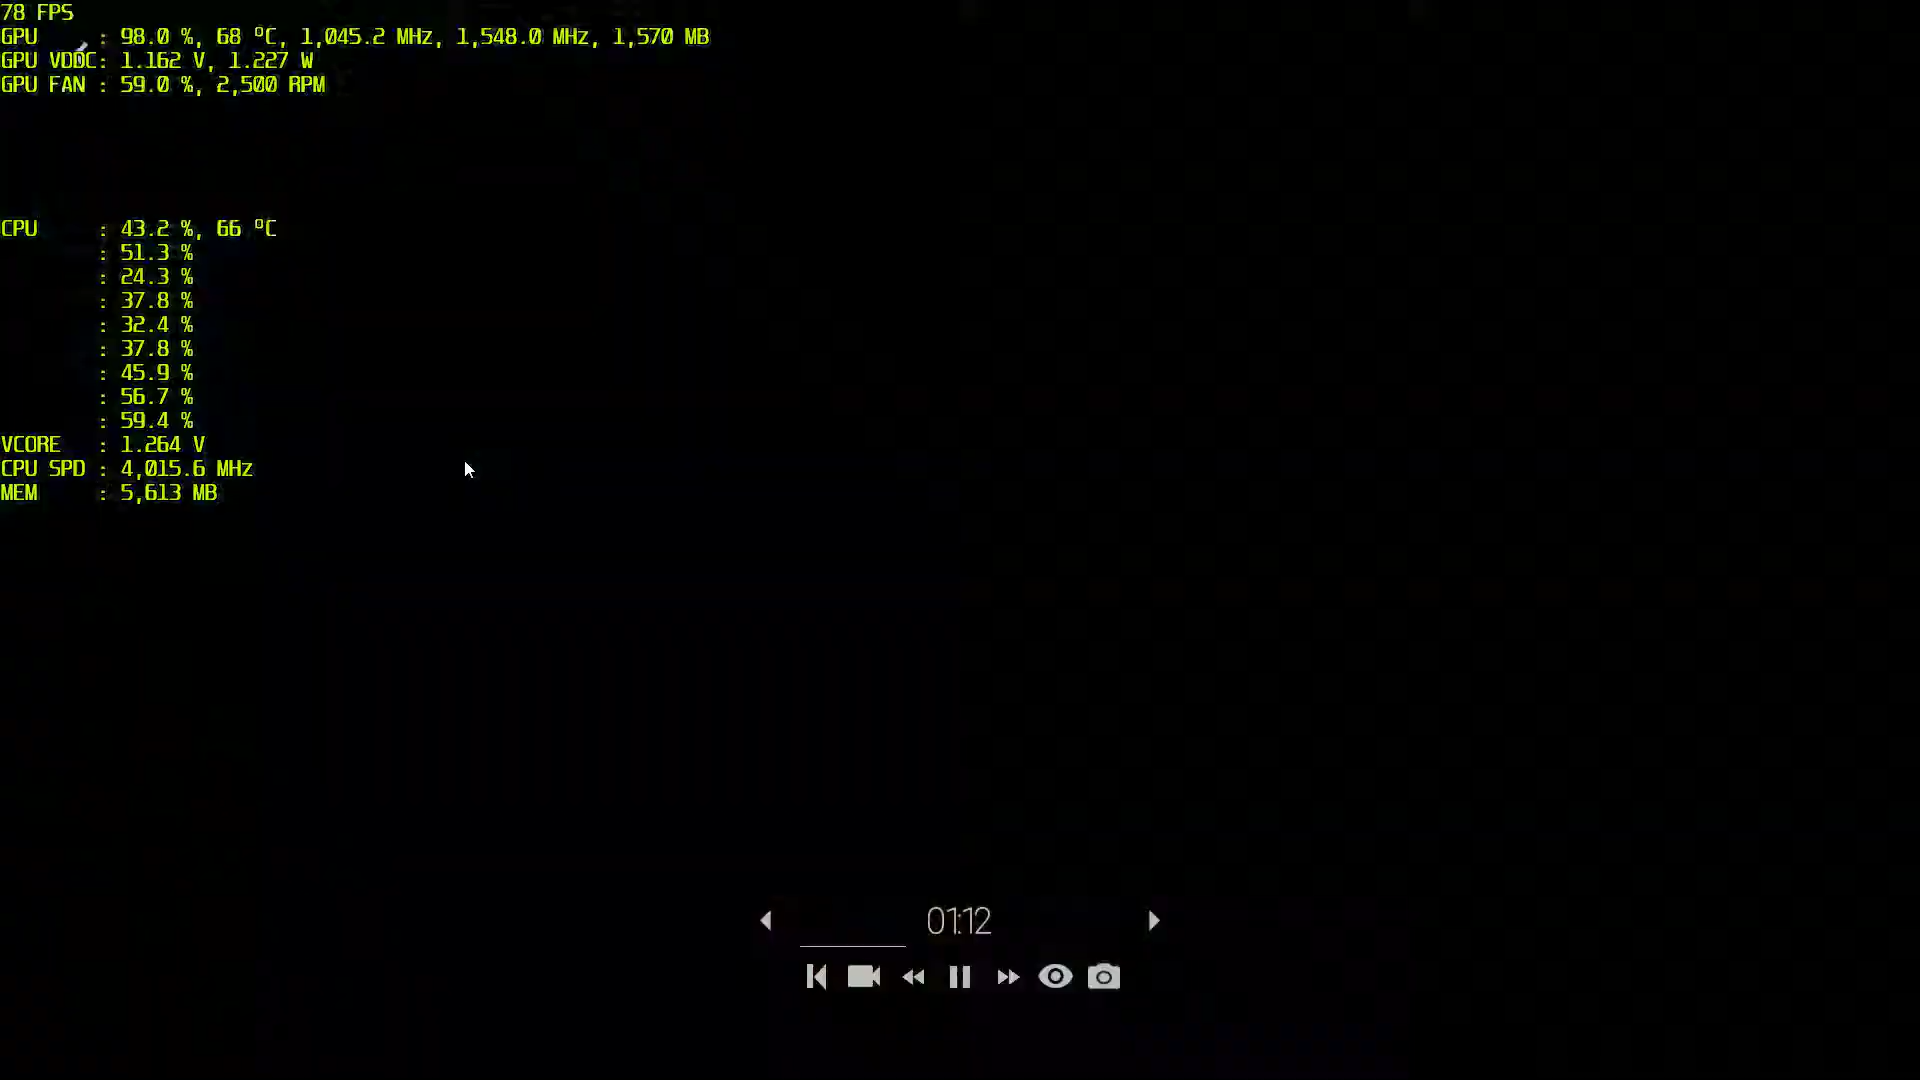 78 FPS
GPU : 98.0 %, 68 ºC, 1,045.2 MHz, 1,548.0 MHz, 1,570 MB
GPU VDDC: 1.162 V, 1.227 W
GPU FAN : 59.0 %, 2,500 RPM
CPU : 43.2 %, 66 ºC
: 51.3 %
: 24.3 %
: 37.8 %
: 32.4 %
: 37.8 %
: 45.9 %
: 56.7 %
: 59.4 %
VCORE : 1.264 V
CPU SPD : 4,015.6 MHz
MEM : 5,613 MB
01:12